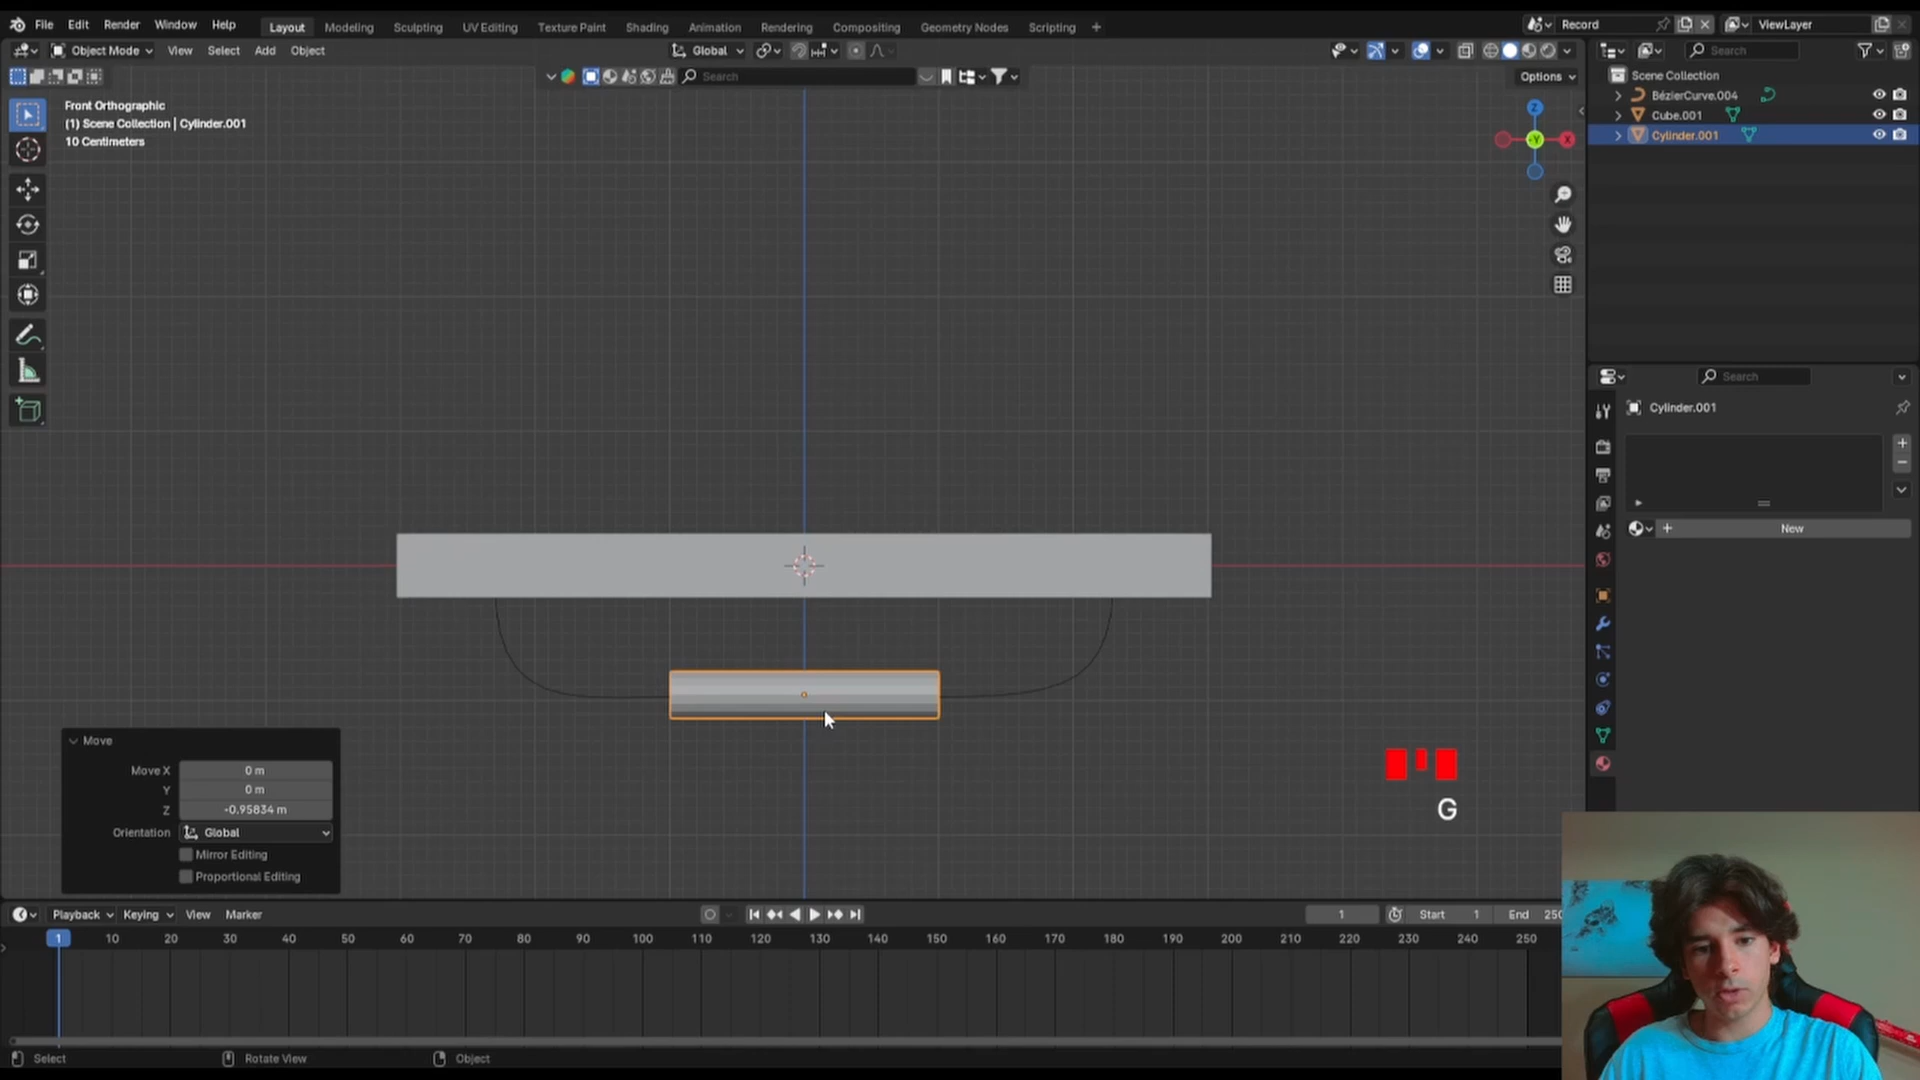 File Edit Render Window Help Layout Modeling Sculpting UV Editing Texture Paint Shading Animation Rendering Compositing Geometry Nodes Scripting + Record ViewLayer
Object Mode View Select Add Object Global Search
Search Options
Front Orthographic
(1) Scene Collection | Cylinder.001
10 Centimeters
Scene Collection
BézierCurve.004
Cube.001
Cylinder.001
Z
Y
X
Search
Cylinder.001
New
Move
Move X 0 m
Y 0 m
Z -0.95834 m
Orientation Global
Mirror Editing
Proportional Editing
G
Playback Keying View Marker 1 Start 1 End 250
1 10 20 30 40 50 60 70 80 90 100 110 120 130 140 150 160 170 180 190 200 210 220 230 240 250
Select Rotate View Object